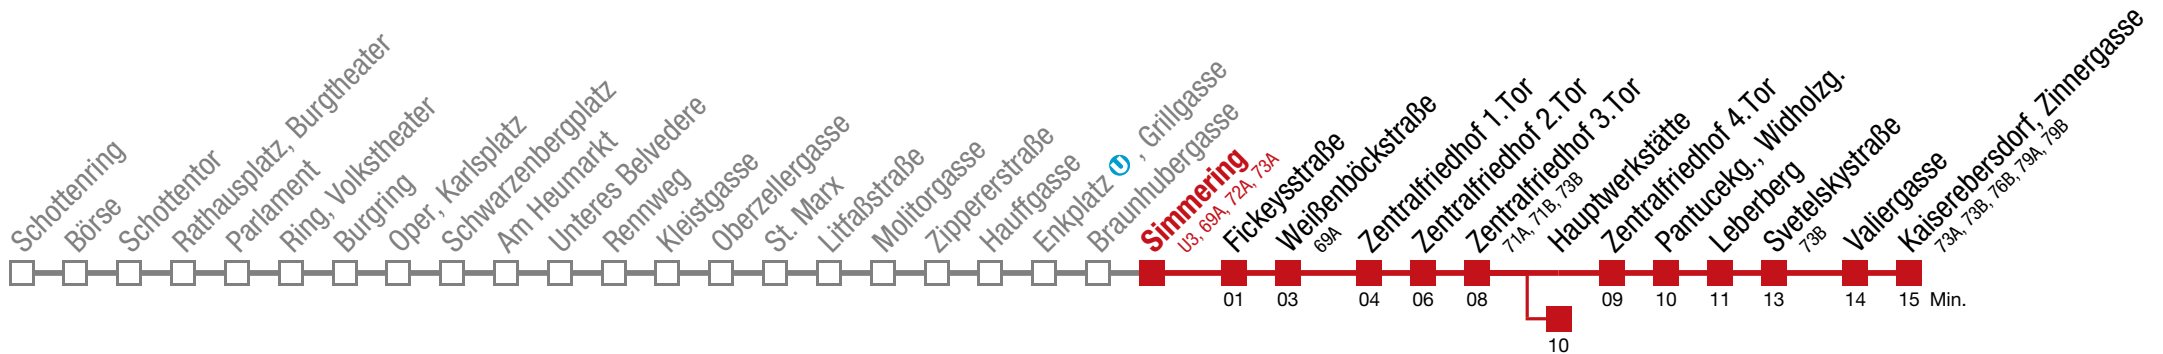 Schottenring
Börse
Schottentor
Rathausplatz, Burgtheater
Parlament
Ring, Volkstheater
Burgring
Oper, Karlsplatz
Schwarzenbergplatz
Am Heumarkt
Unteres Belvedere
Rennweg
Kleistgasse
Oberzellergasse
St. Marx
Litfaßstraße
Molitorgasse
Zippererstraße
Hauffgasse
Enkplatz U, Grillgasse
Braunhubergasse
Simmering
U3, 69A, 72A, 73A
Fickeysstraße
Weißenböckstraße
69A
Zentralfriedhof 1.Tor
Zentralfriedhof 2.Tor
Zentralfriedhof 3.Tor
71A, 71B, 73B
Hauptwerkstätte
Zentralfriedhof 4.Tor
Pantucekg., Widholzg.
Leberberg
Svetelskystraße
73B
Valiergasse
Kaiserebersdorf, Zinnergasse
73A, 73B, 76B, 79A, 79B
01 03 04 06 08 09 10 11 13 14 15 Min.
10